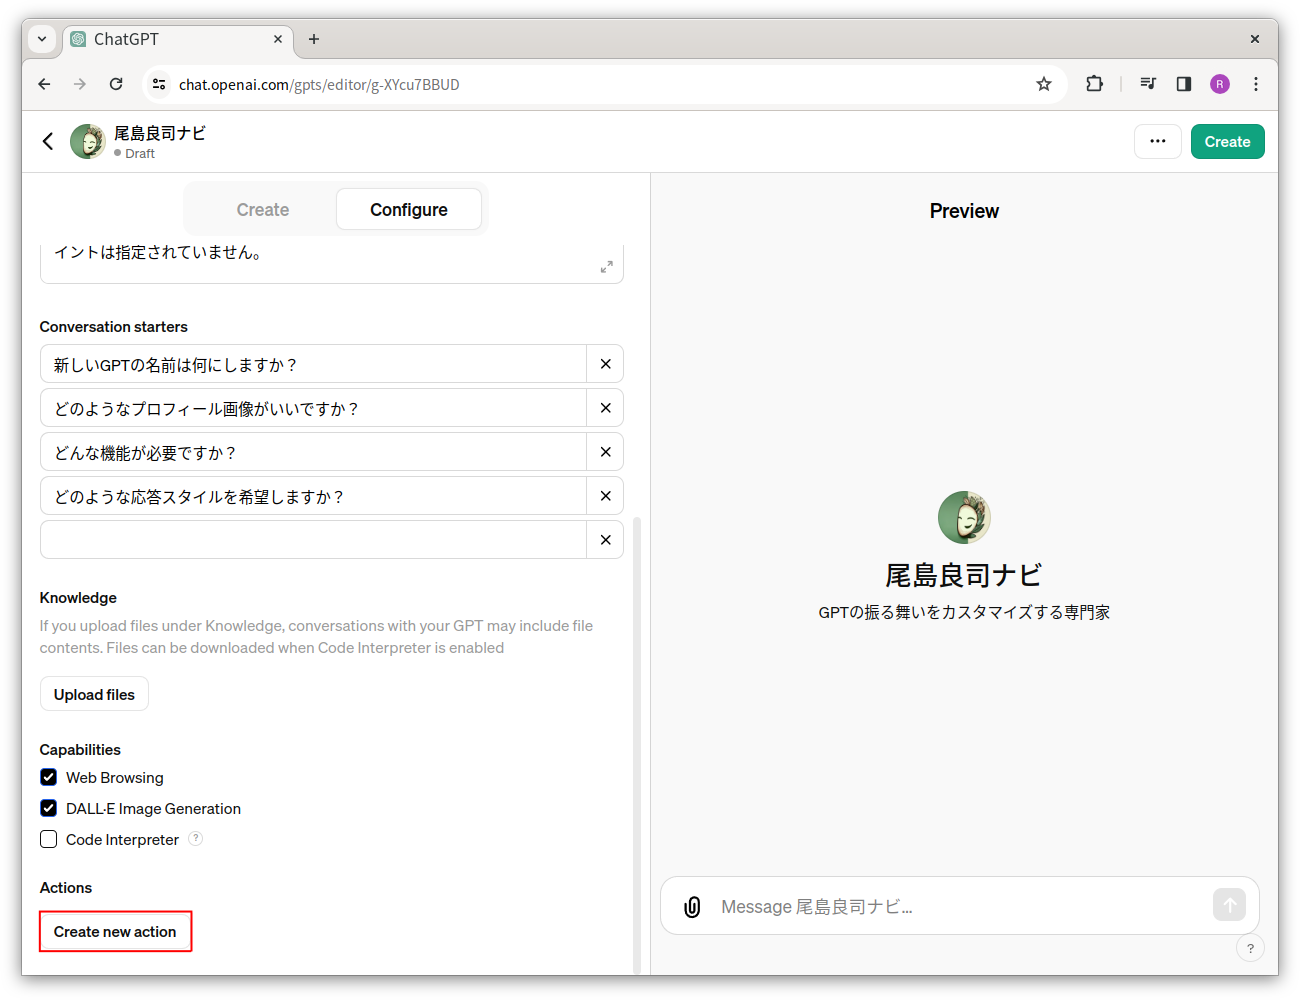 ChatGPT
chat.openai.com/gpts/editor/g-XYcu7BBUD
R
尾島良司ナビ
Draft
Create
Create
Configure
Preview
イントは指定されていません。
Conversation starters
新しいGPTの名前は何にしますか？
どのようなプロフィール画像がいいですか？
どんな機能が必要ですか？
どのような応答スタイルを希望しますか？
Knowledge
If you upload files under Knowledge, conversations with your GPT may include file
contents. Files can be downloaded when Code Interpreter is enabled
Upload files
Capabilities
Web Browsing
DALL·E Image Generation
Code Interpreter ?
Actions
Create new action
尾島良司ナビ
GPTの振る舞いをカスタマイズする専門家
Message 尾島良司ナビ...
?